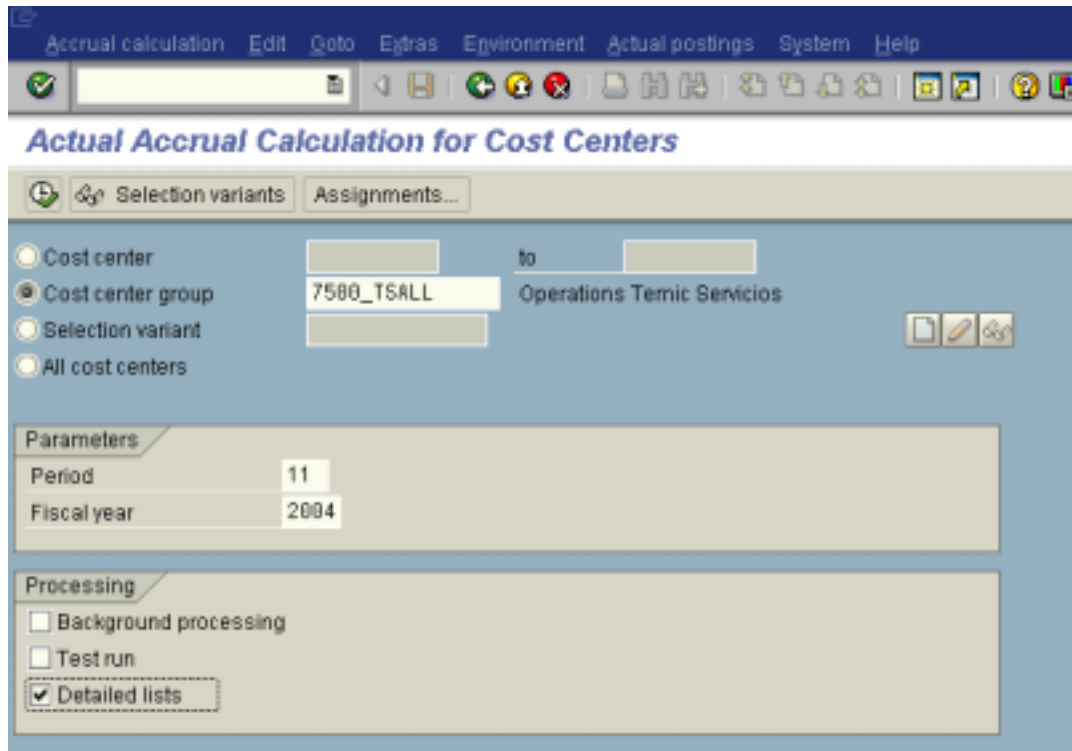 Accrual calculation Edit Goto Extras Environment Actual postings System Help
Actual Accrual Calculation for Cost Centers
Selection variants Assignments...
Cost center to
Cost center group 7500_TSALL Operations Temic Servicios
Selection variant
All cost centers
Parameters
Period 11
Fiscal year 2004
Processing
Background processing
Test run
Detailed lists